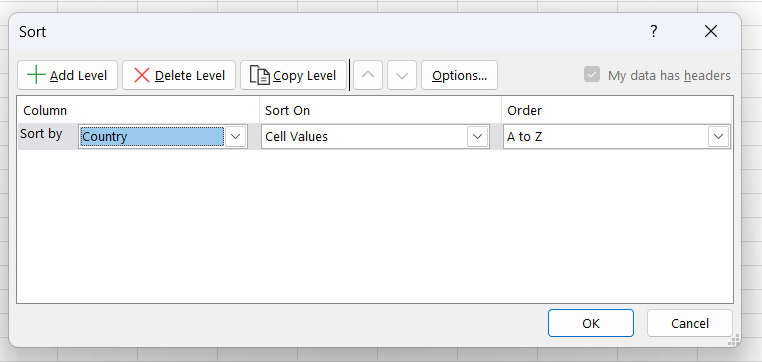 Sort ?
Add Level Delete Level Copy Level Options... My data has headers
Column Sort On Order
Sort by Country Cell Values A to Z
OK Cancel